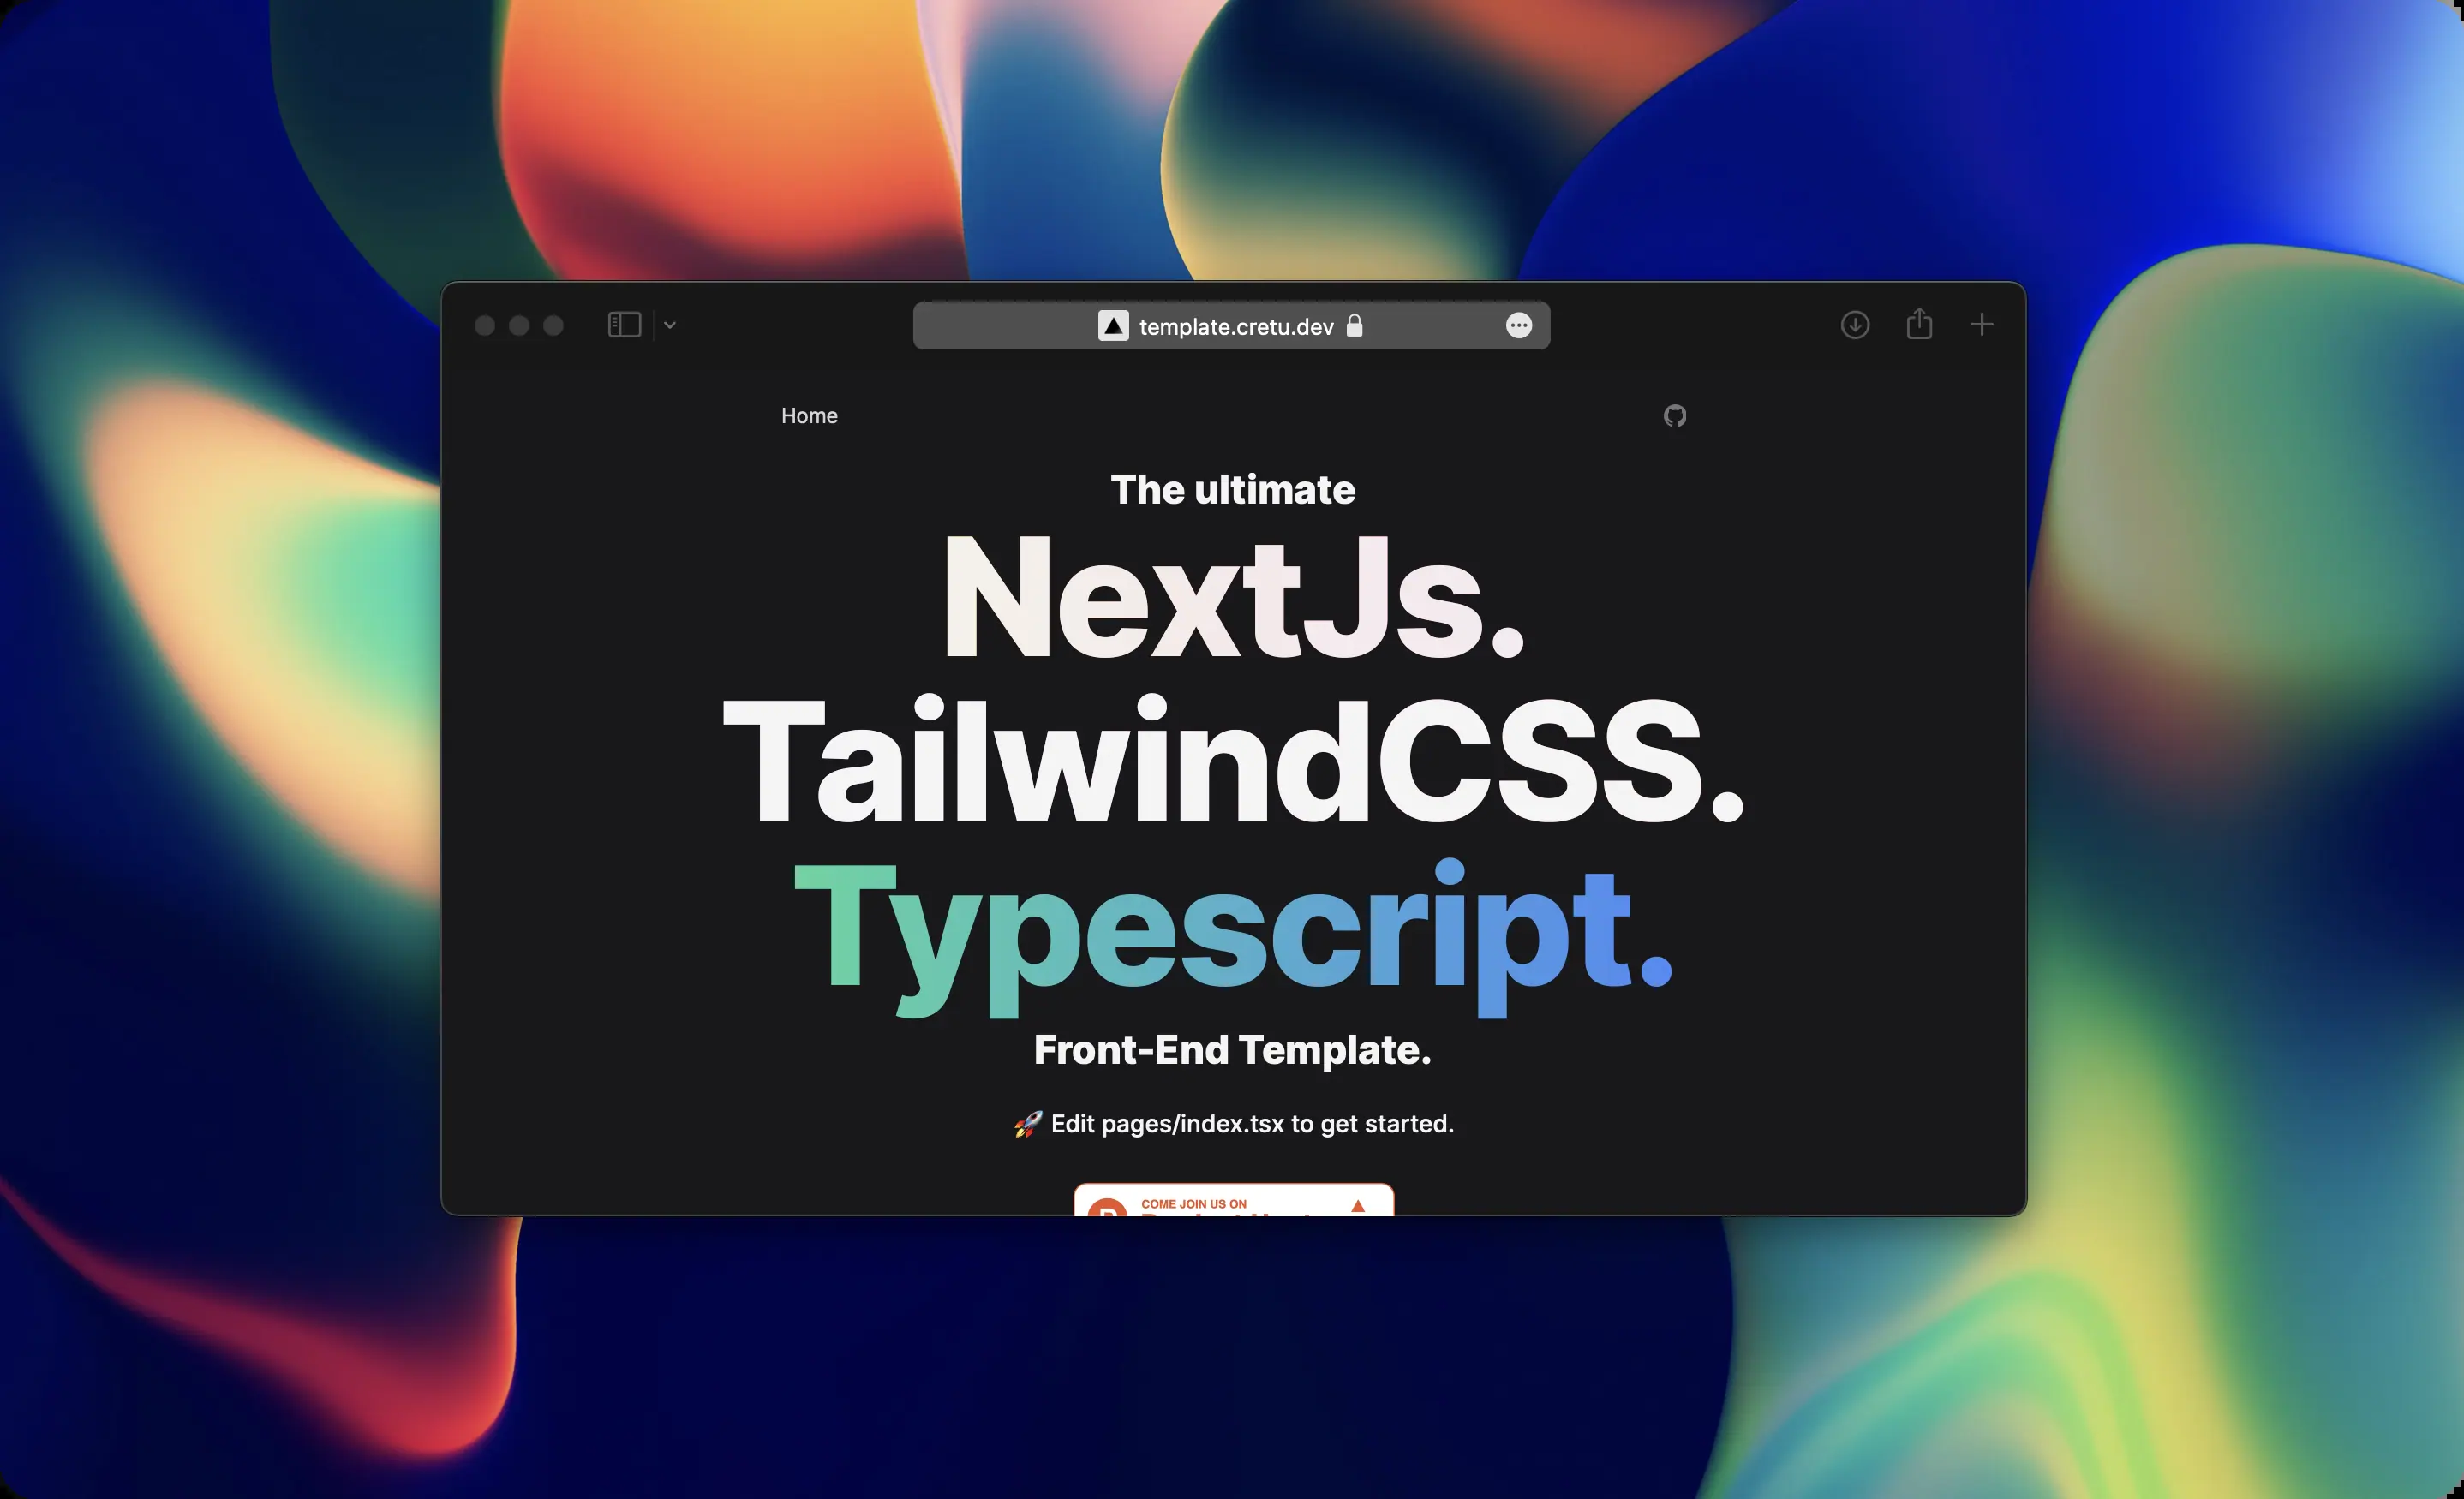 template.cretu.dev
Home
The ultimate
NextJs.
TailwindCSS.
Typescript.
Front-End Template.
🚀 Edit pages/index.tsx to get started.
COME JOIN US ON